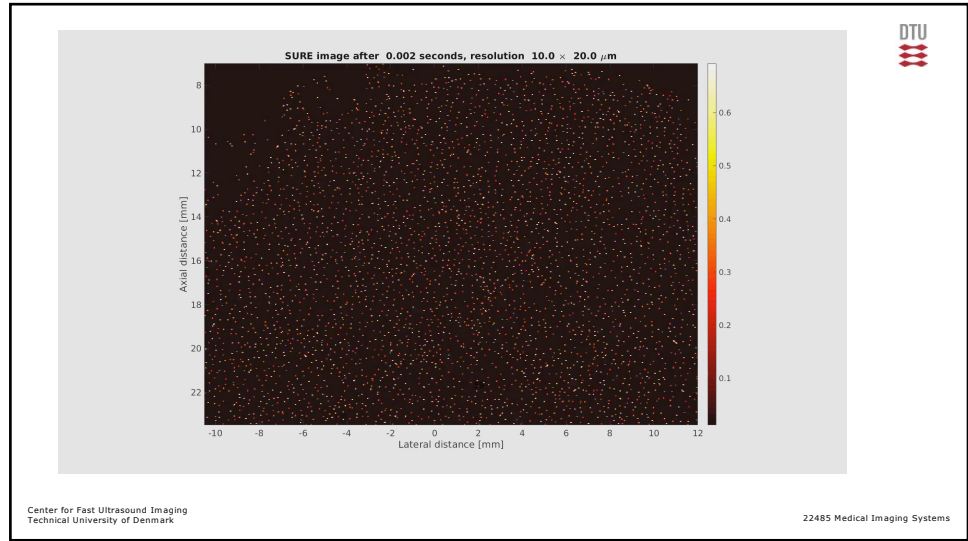 DTU
SURE image after 0.002 seconds, resolution 10.0 × 20.0 μm
Axial distance [mm]
8
10
12
14
16
18
20
22
-10 -8 -6 -4 -2 0 2 4 6 8 10 12
Lateral distance [mm]
0.6
0.5
0.4
0.3
0.2
0.1
Center for Fast Ultrasound Imaging
Technical University of Denmark
22485 Medical Imaging Systems